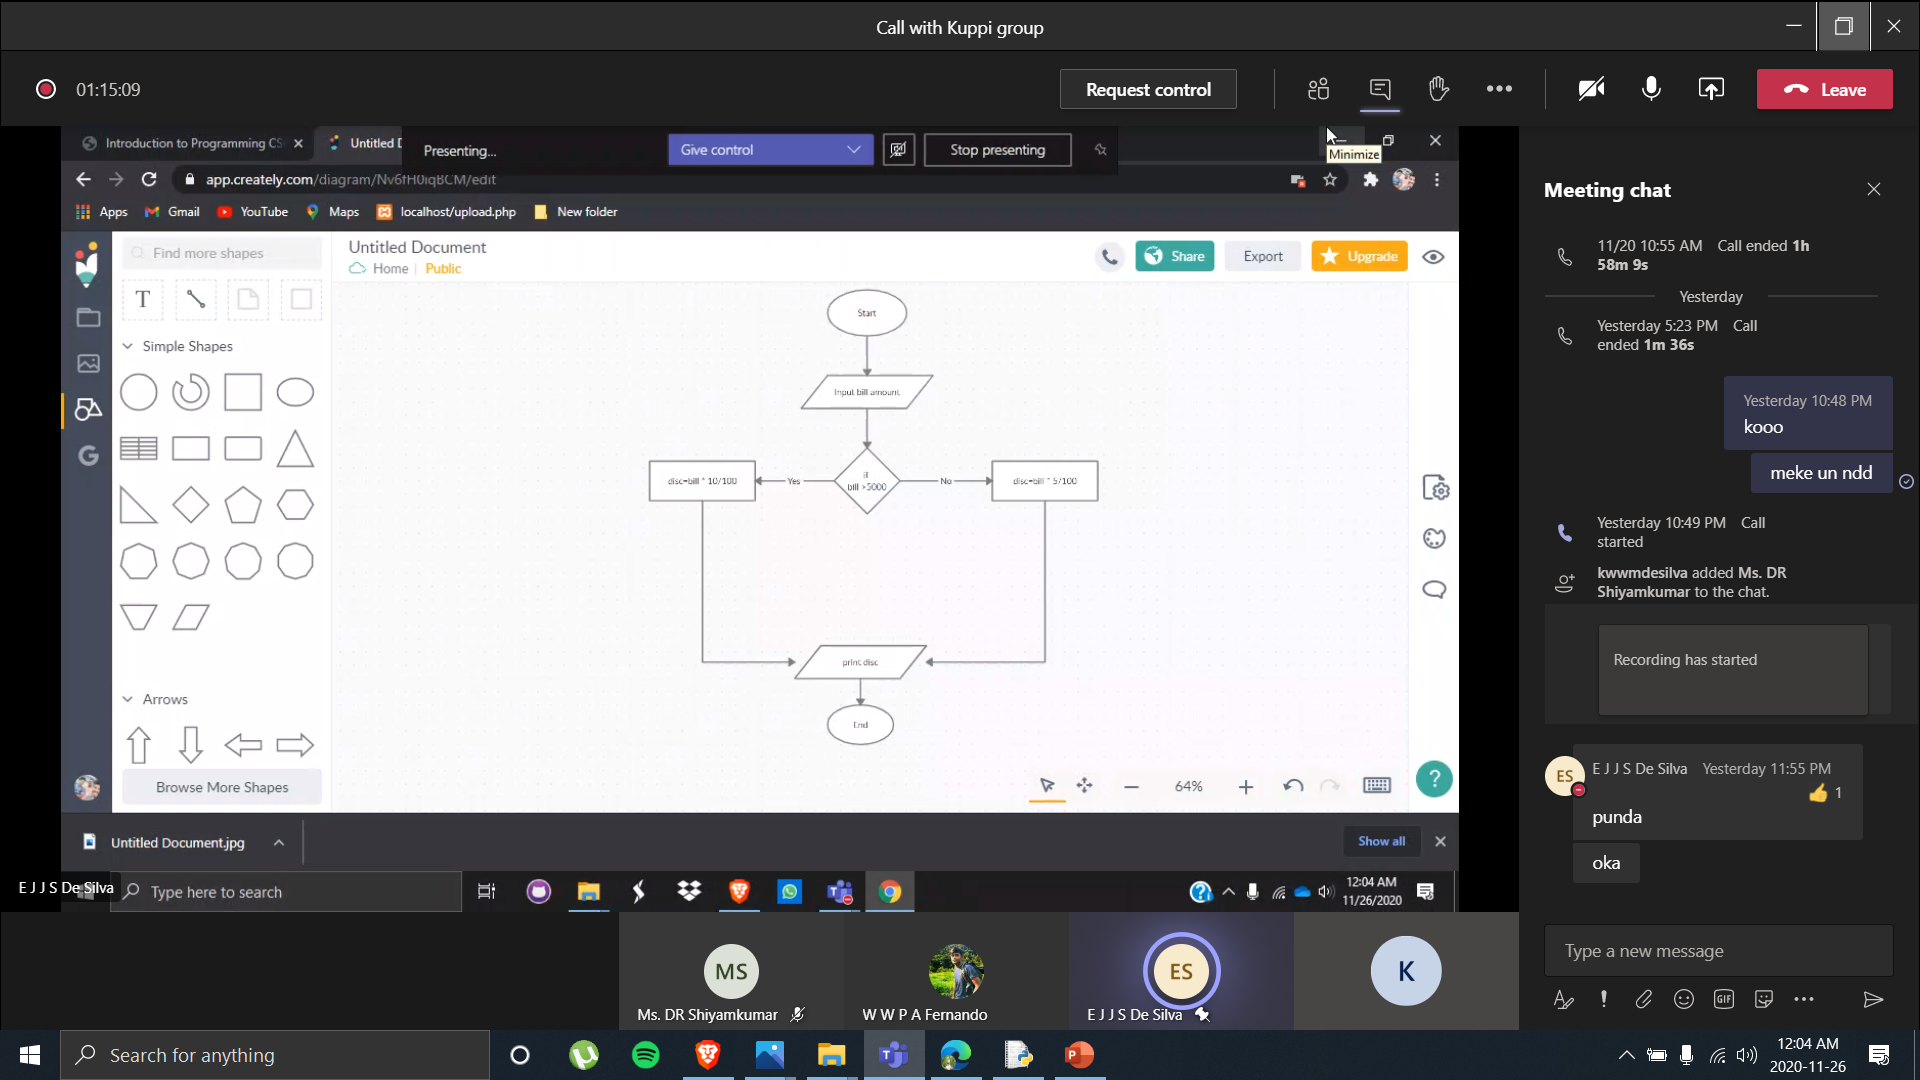 Call with Kuppi group
01:15:09
Request control
Leave
Introduction to Programming CS
Untitled D
Presenting...
Give control
Stop presenting
Minimize
app.creately.com/diagram/Nv6fH0iqBCM/edit
Apps
Gmail
YouTube
Maps
localhost/upload.php
New folder
Find more shapes
Untitled Document
Home
Public
Share
Export
Upgrade
T
Simple Shapes
Start
Input bill amount
if
bill >5000
Yes
No
disc=bill * 10/100
disc=bill * 5/100
print disc
End
Arrows
Browse More Shapes
64%
?
Untitled Document.jpg
Show all
E J J S De Silva
Type here to search
12:04 AM
11/26/2020
Meeting chat
11/20 10:55 AM Call ended 1h
58m 9s
Yesterday
Yesterday 5:23 PM Call
ended 1m 36s
Yesterday 10:48 PM
kooo
meke un ndd
Yesterday 10:49 PM Call
started
kwwmdesilva added Ms. DR
Shiyamkumar to the chat.
Recording has started
ES
E J J S De Silva Yesterday 11:55 PM
1
punda
oka
Type a new message
GIF
MS
Ms. DR Shiyamkumar
W W P A Fernando
ES
E J J S De Silva
K
Search for anything
12:04 AM
2020-11-26